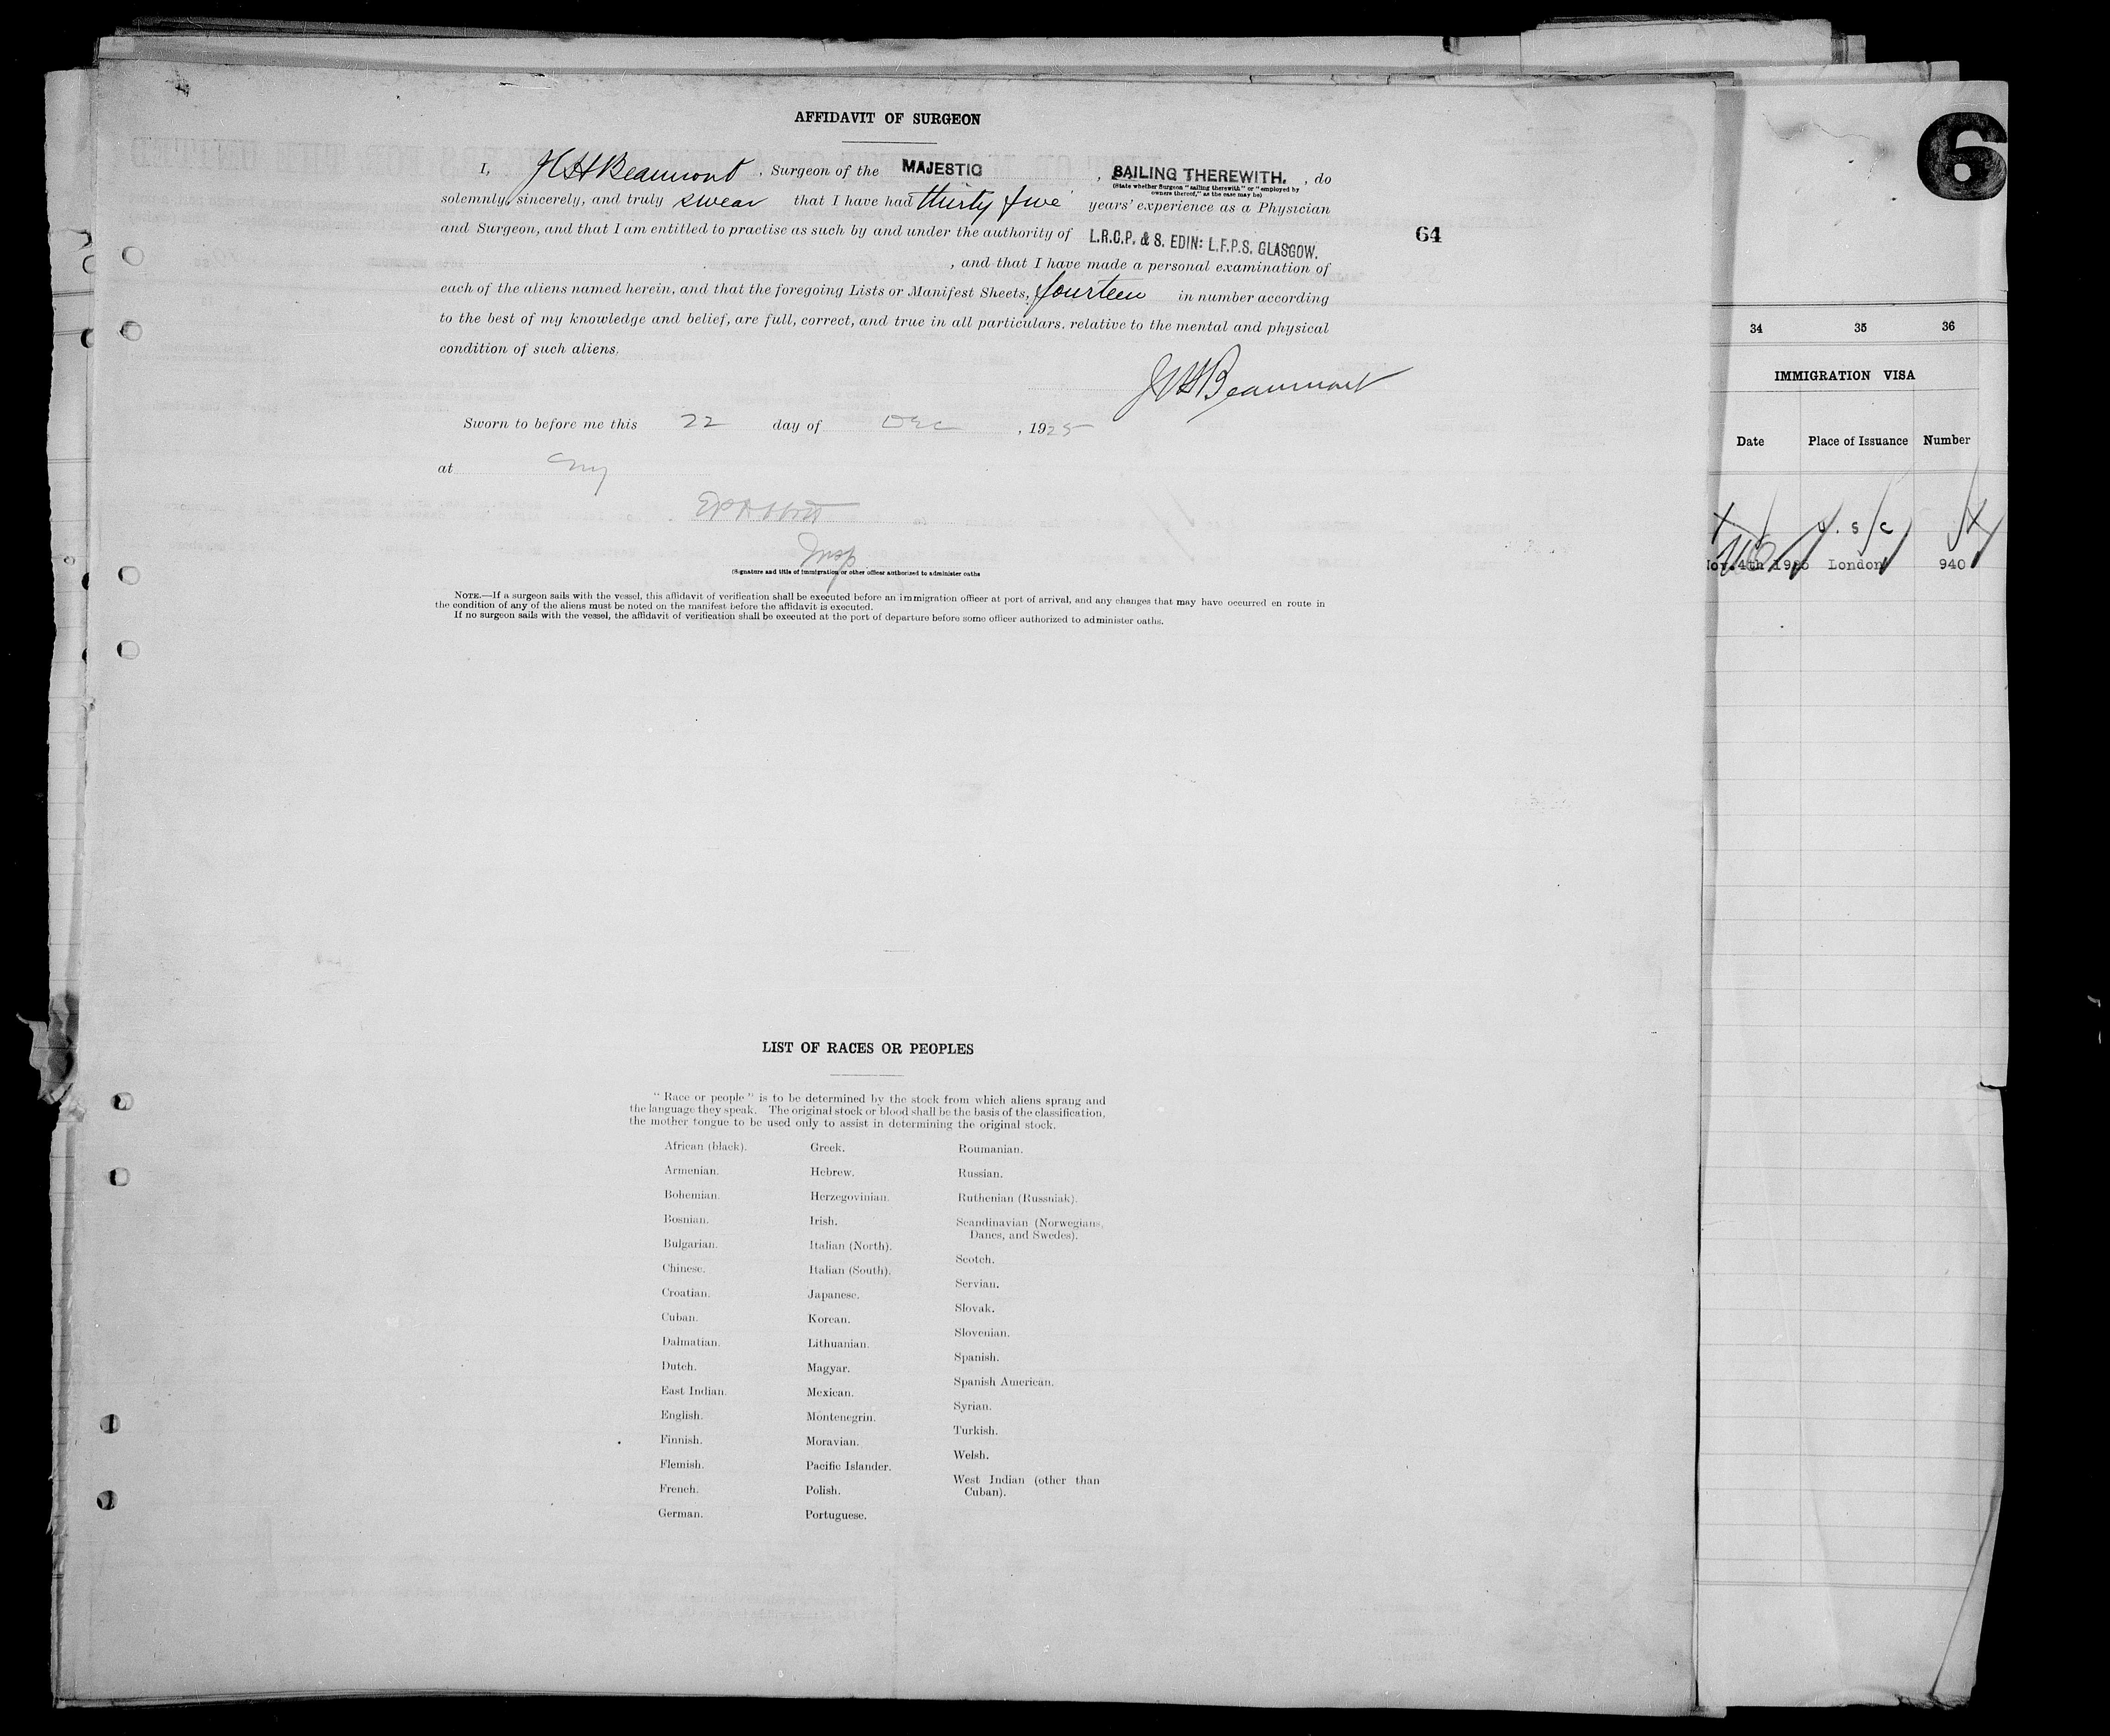 AFFIDAVIT OF SURGEON
6
I, J H Beaumont, Surgeon of the MAJESTIC, SAILING THEREWITH., do
(State whether Surgeon "sailing therewith" or "employed by
owners thereof," as the case may be)
solemnly, sincerely, and truly swear that I have had thirty five years' experience as a Physician
and Surgeon, and that I am entitled to practise as such by and under the authority of L.R.C.P. & S. EDIN: L.F.P.S. GLASGOW.
64
, and that I have made a personal examination of
each of the aliens named herein, and that the foregoing Lists or Manifest Sheets, fourteen in number according
to the best of my knowledge and belief, are full, correct, and true in all particulars, relative to the mental and physical
condition of such aliens.
J H Beaumont
Sworn to before me this 22 day of Dec, 1925
at
Insp
(Signature and title of immigration or other officer authorized to administer oaths
NOTE.—If a surgeon sails with the vessel, this affidavit of verification shall be executed before an immigration officer at port of arrival, and any changes that may have occurred en route in
the condition of any of the aliens must be noted on the manifest before the affidavit is executed.
If no surgeon sails with the vessel, the affidavit of verification shall be executed at the port of departure before some officer authorized to administer oaths.
34 35 36
IMMIGRATION VISA
Date Place of Issuance Number
U. S C
Nov. 4th 1925 London 940
LIST OF RACES OR PEOPLES
"Race or people" is to be determined by the stock from which aliens sprang and
the language they speak. The original stock or blood shall be the basis of the classification,
the mother tongue to be used only to assist in determining the original stock.
African (black).
Armenian.
Bohemian.
Bosnian.
Bulgarian.
Chinese.
Croatian.
Cuban.
Dalmatian.
Dutch.
East Indian.
English.
Finnish.
Flemish.
French.
German.
Greek.
Hebrew.
Herzegovinian.
Irish.
Italian (North).
Italian (South).
Japanese.
Korean.
Lithuanian.
Magyar.
Mexican.
Montenegrin.
Moravian.
Pacific Islander.
Polish.
Portuguese.
Roumanian.
Russian.
Ruthenian (Russniak).
Scandinavian (Norwegians,
Danes, and Swedes).
Scotch.
Servian.
Slovak.
Slovenian.
Spanish.
Spanish American.
Syrian.
Turkish.
Welsh.
West Indian (other than
Cuban).